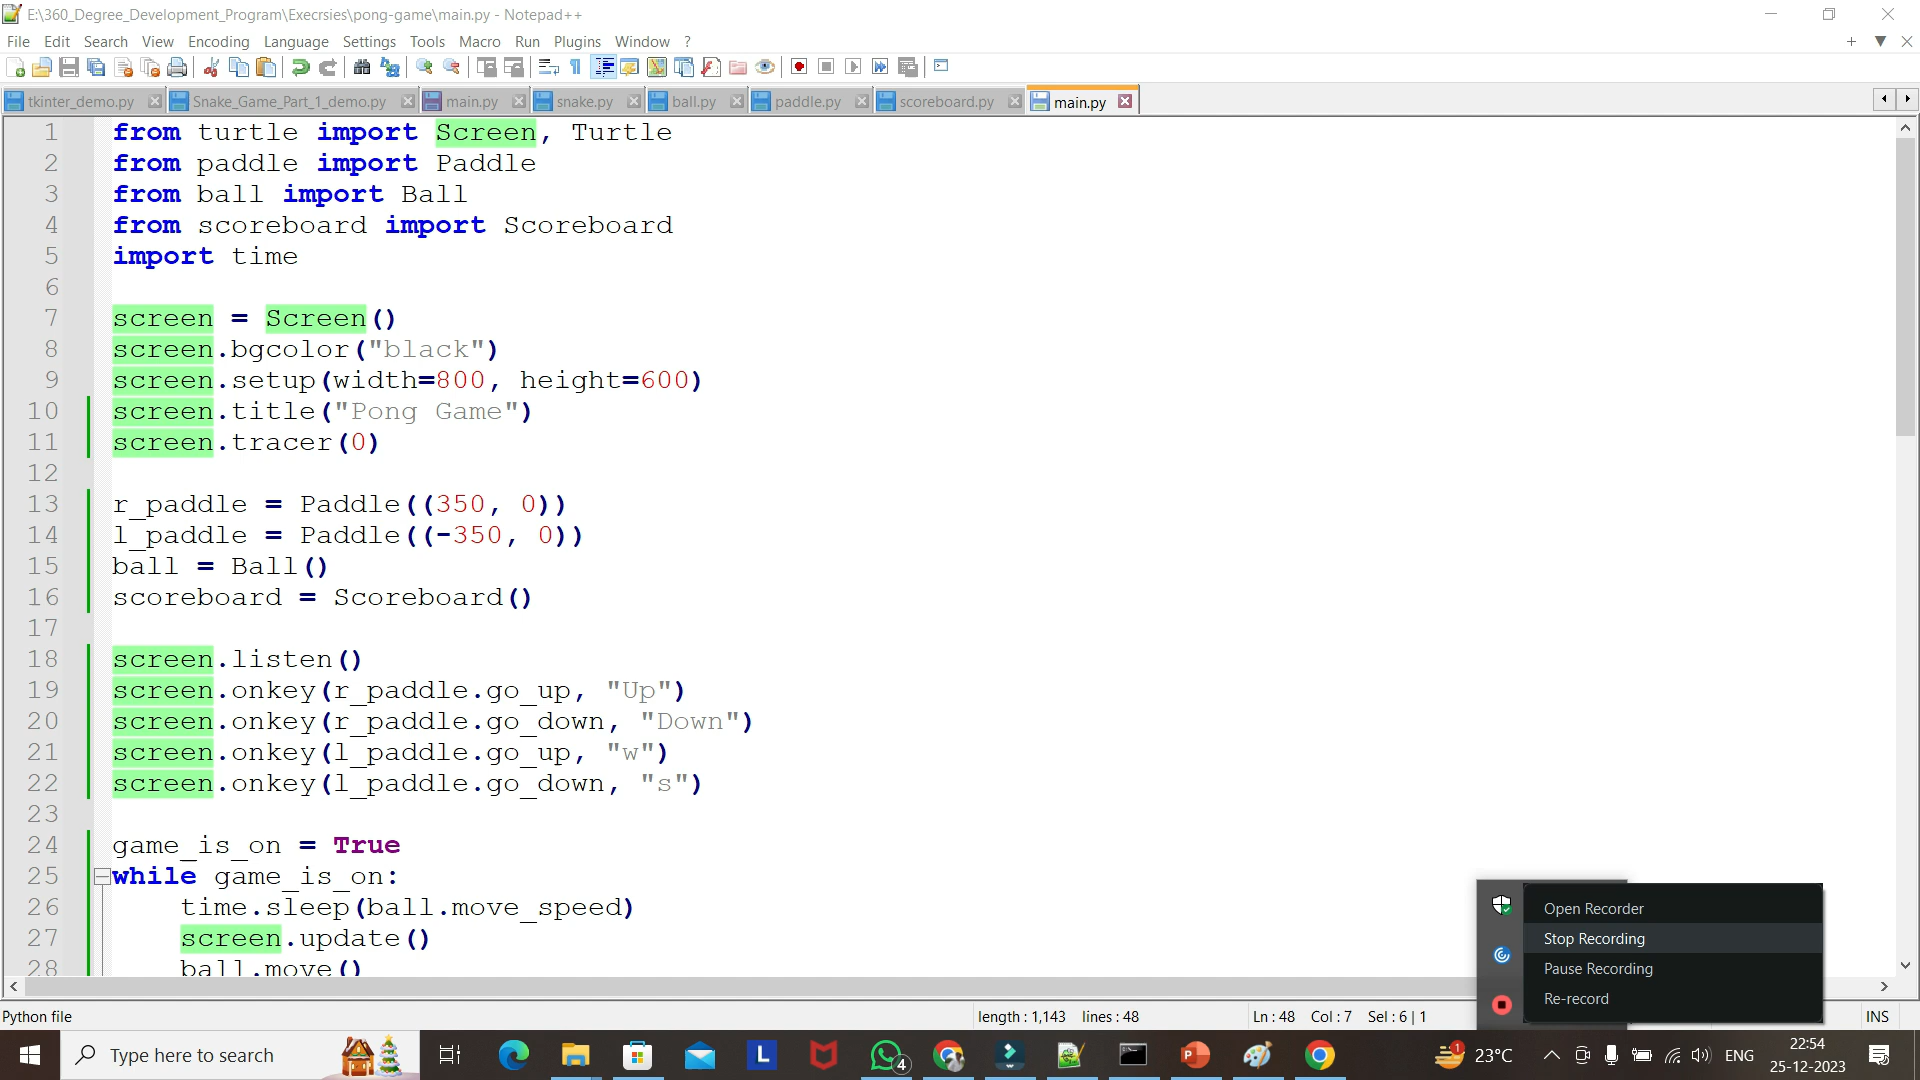 E:\360_Degree_Development_Program\Execrsies\pong-game\main.py - Notepad++
File Edit Search View Encoding Language Settings Tools Macro Run Plugins Window ?
tkinter_demo.py Snake_Game_Part_1_demo.py main.py snake.py ball.py paddle.py scoreboard.py main.py
1 from turtle import Screen, Turtle
2 from paddle import Paddle
3 from ball import Ball
4 from scoreboard import Scoreboard
5 import time
6
7 screen = Screen()
8 screen.bgcolor("black")
9 screen.setup(width=800, height=600)
10 screen.title("Pong Game")
11 screen.tracer(0)
12
13 r_paddle = Paddle((350, 0))
14 l_paddle = Paddle((-350, 0))
15 ball = Ball()
16 scoreboard = Scoreboard()
17
18 screen.listen()
19 screen.onkey(r_paddle.go_up, "Up")
20 screen.onkey(r_paddle.go_down, "Down")
21 screen.onkey(l_paddle.go_up, "w")
22 screen.onkey(l_paddle.go_down, "s")
23
24 game_is_on = True
25 while game_is_on:
26 time.sleep(ball.move_speed)
27 screen.update()
28 ball.move()
Open Recorder
Stop Recording
Pause Recording
Re-record
Python file length : 1,143 lines : 48 Ln : 48 Col : 7 Sel : 6 | 1 INS
Type here to search
L
4
1
23°C
ENG
22:54
25-12-2023